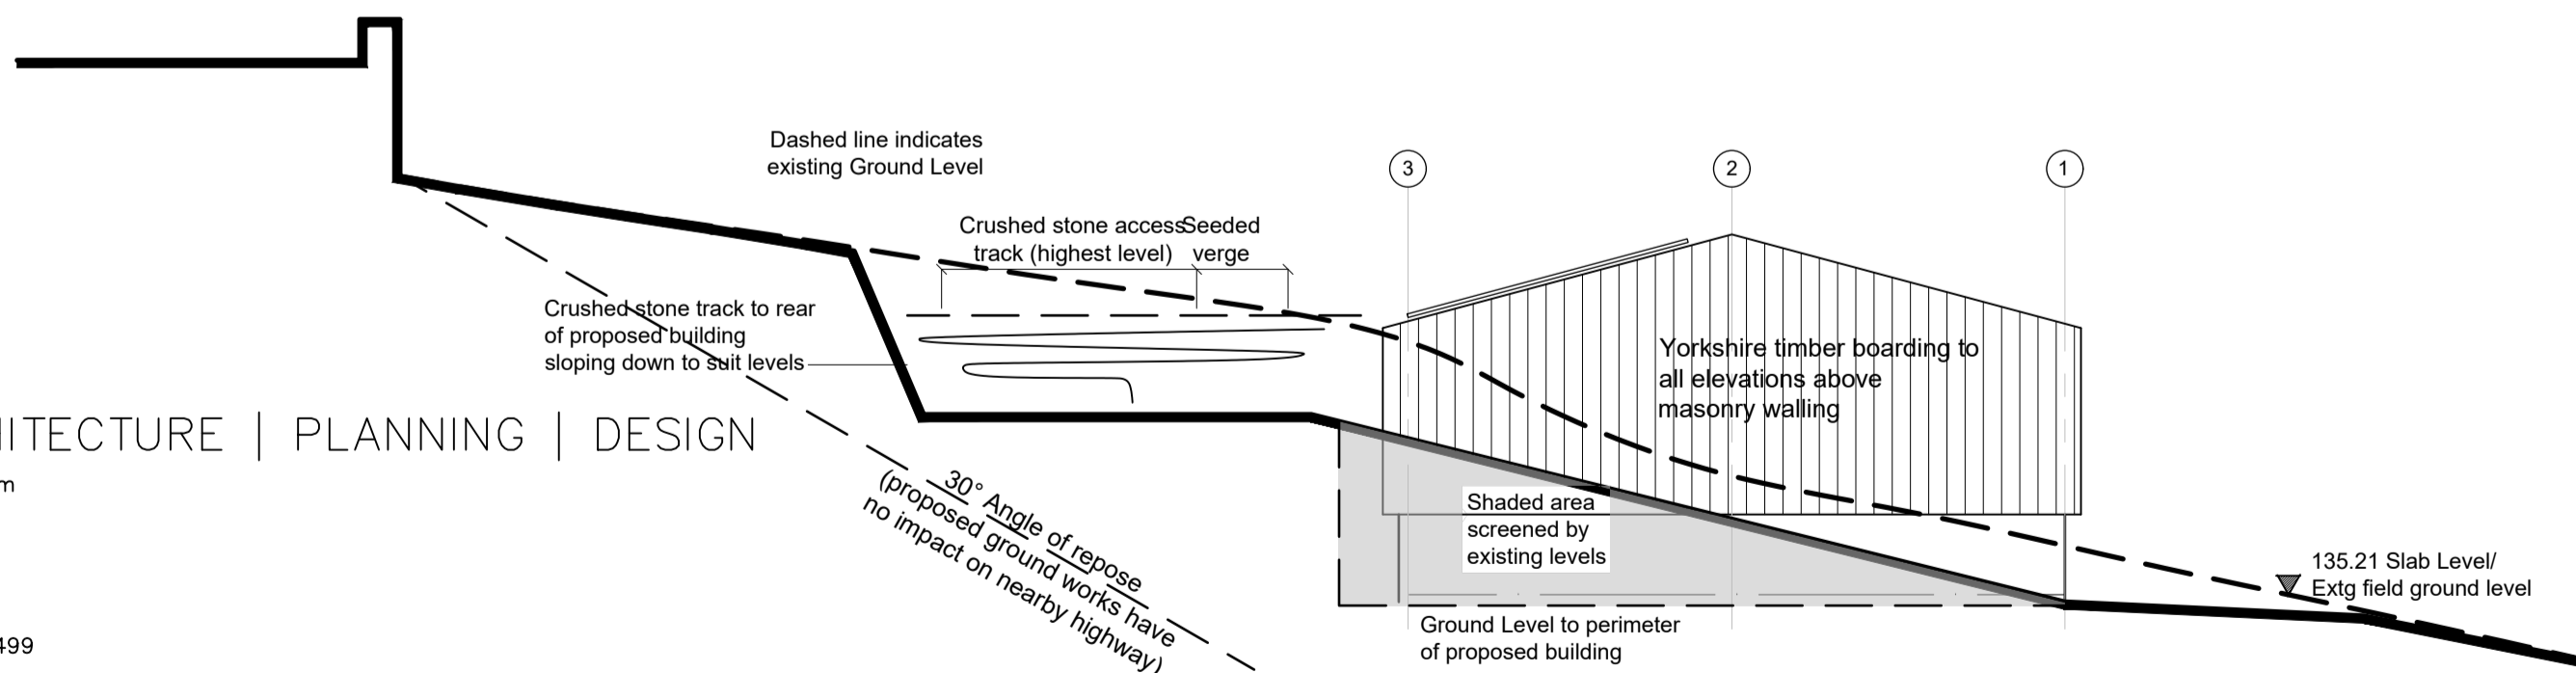 Dashed line indicates
existing Ground Level
3
2
1
Crushed stone access
track (highest level)
Seeded
verge
Crushed stone track to rear
of proposed building
sloping down to suit levels
Yorkshire timber boarding to
all elevations above
masonry walling
ITECTURE | PLANNING | DESIGN
m
30° Angle of repose
(proposed ground works have
no impact on nearby highway)
Shaded area
screened by
existing levels
135.21 Slab Level/
Extg field ground level
Ground Level to perimeter
of proposed building
499